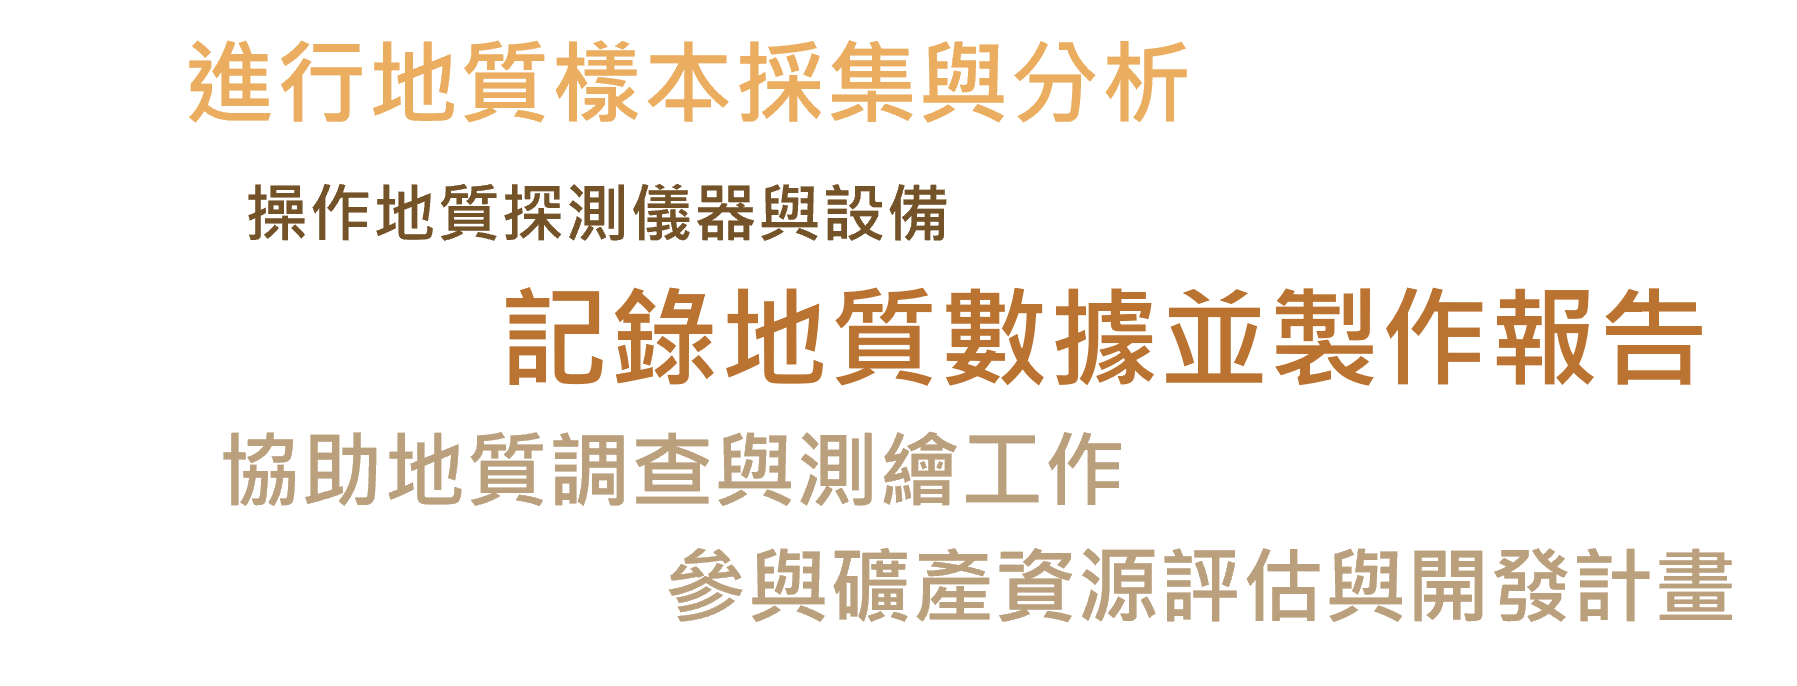 進行地質樣本採集與分析
操作地質探測儀器與設備
記錄地質數據並製作報告
協助地質調查與測繪工作
參與礦產資源評估與開發計畫